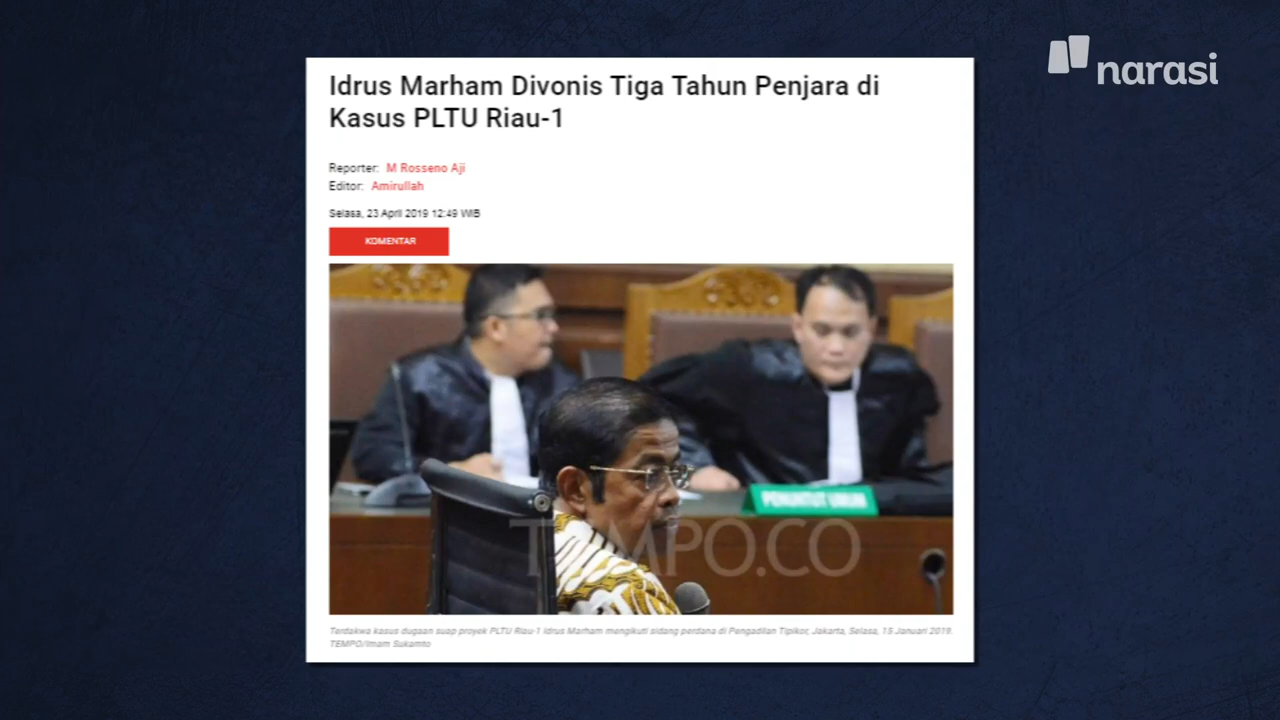 narasi
Idrus Marham Divonis Tiga Tahun Penjara di
Kasus PLTU Riau-1
Reporter: M Rosseno Aji
Editor: Amirullah
Selasa, 23 April 2019 12:49 WIB
KOMENTAR
PENUNTUT UMUM
TEMPO.CO
Terdakwa kasus dugaan suap proyek PLTU Riau-1 Idrus Marham mengikuti sidang perdana di Pengadilan Tipikor, Jakarta, Selasa, 15 Januari 2019.
TEMPO/Imam Sukamto